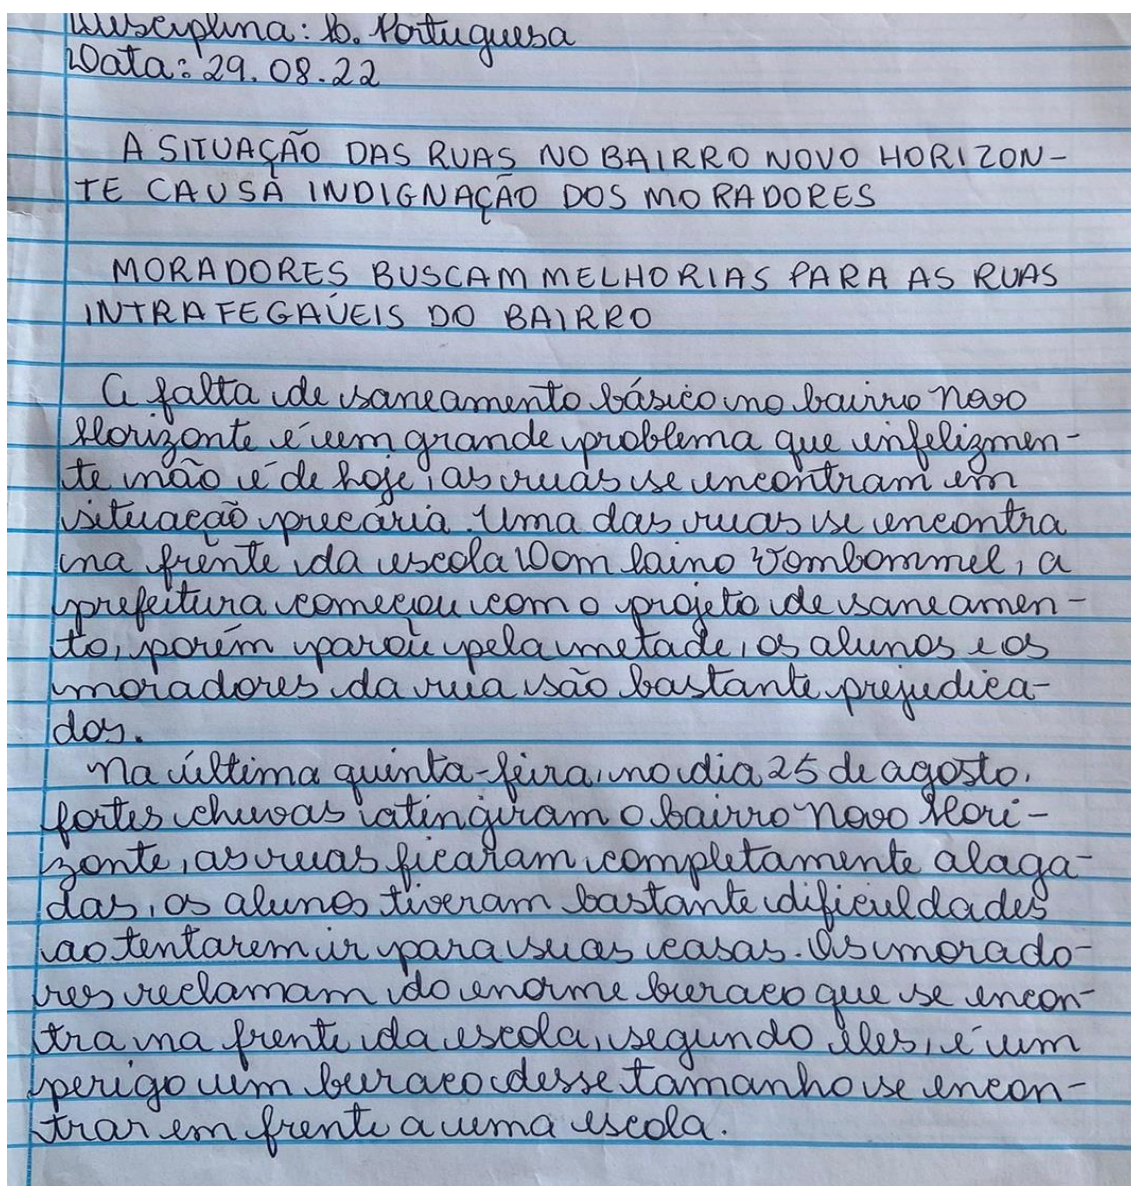 Disciplina: L. Portuguesa
Data: 29.08.22
A SITUAÇÃO DAS RUAS NO BAIRRO NOVO HORIZON-
TE CAUSA INDIGNAÇÃO DOS MORADORES
MORADORES BUSCAM MELHORIAS PARA AS RUAS
INTRAFEGAVÉIS DO BAIRRO
A falta de saneamento básico no bairro novo
Horizonte é um grande problema que infelizmen-
te não é de hoje, as ruas se encontram em
situação precária. Uma das ruas se encontra
na frente da escola Dom laino Vombommel, a
prefeitura começou com o projeto de saneamen-
to, porém parou pela metade, os alunos e os
moradores da rua são bastante prejudica-
dos.
Na última quinta-feira, no dia 25 de agosto,
fortes chuvas atingiram o bairro novo Hori-
zonte, as ruas ficaram completamente alaga-
das, os alunos tiveram bastante dificuldades
ao tentarem ir para suas casas. Os morado-
res reclamam do enorme buraco que se encon-
tra na frente da escola, segundo eles, é um
perigo um buraco desse tamanho se encon-
trar em frente a uma escola.